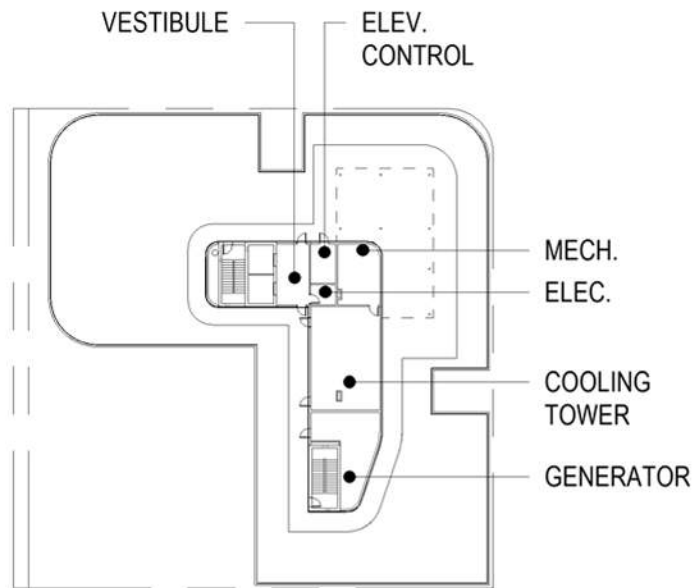 VESTIBULE
ELEV.
CONTROL
MECH.
ELEC.
COOLING
TOWER
GENERATOR